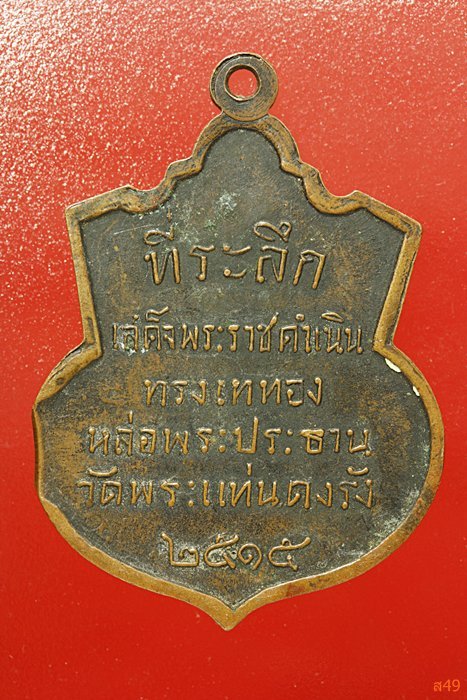 ที่ระลึก
เสด็จพระราชดำเนิน
ทรงเททอง
หล่อพระประธาน
วัดพระแท่นดงรัง
๒๕๑๕
ส49